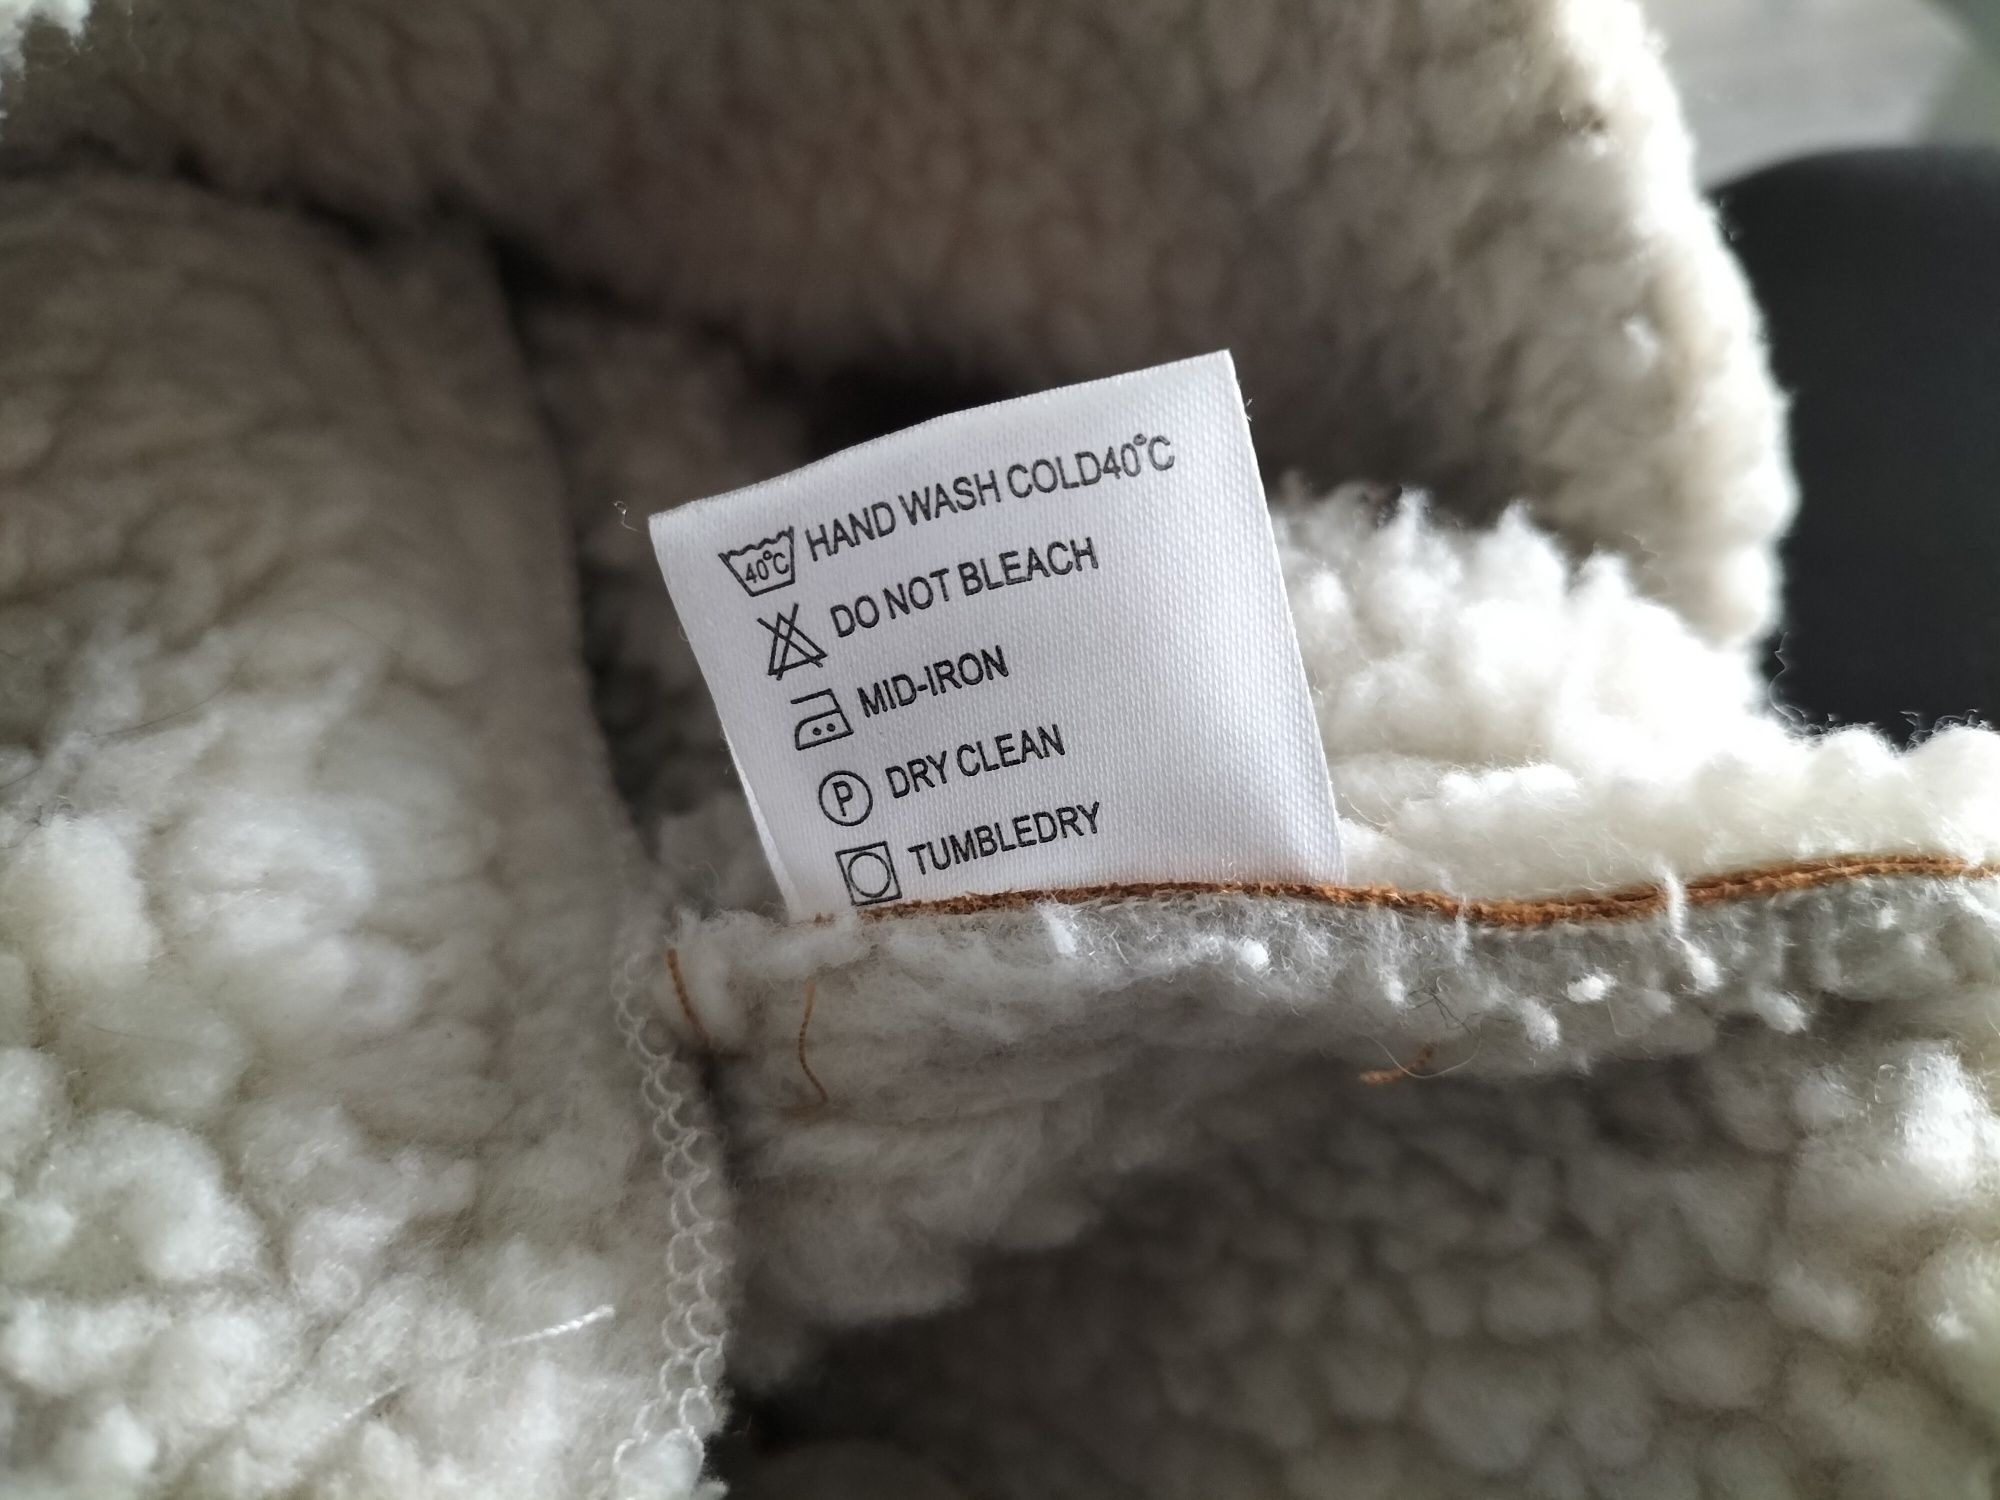 40°C HAND WASH COLD40°C
DO NOT BLEACH
MID-IRON
P DRY CLEAN
TUMBLEDRY